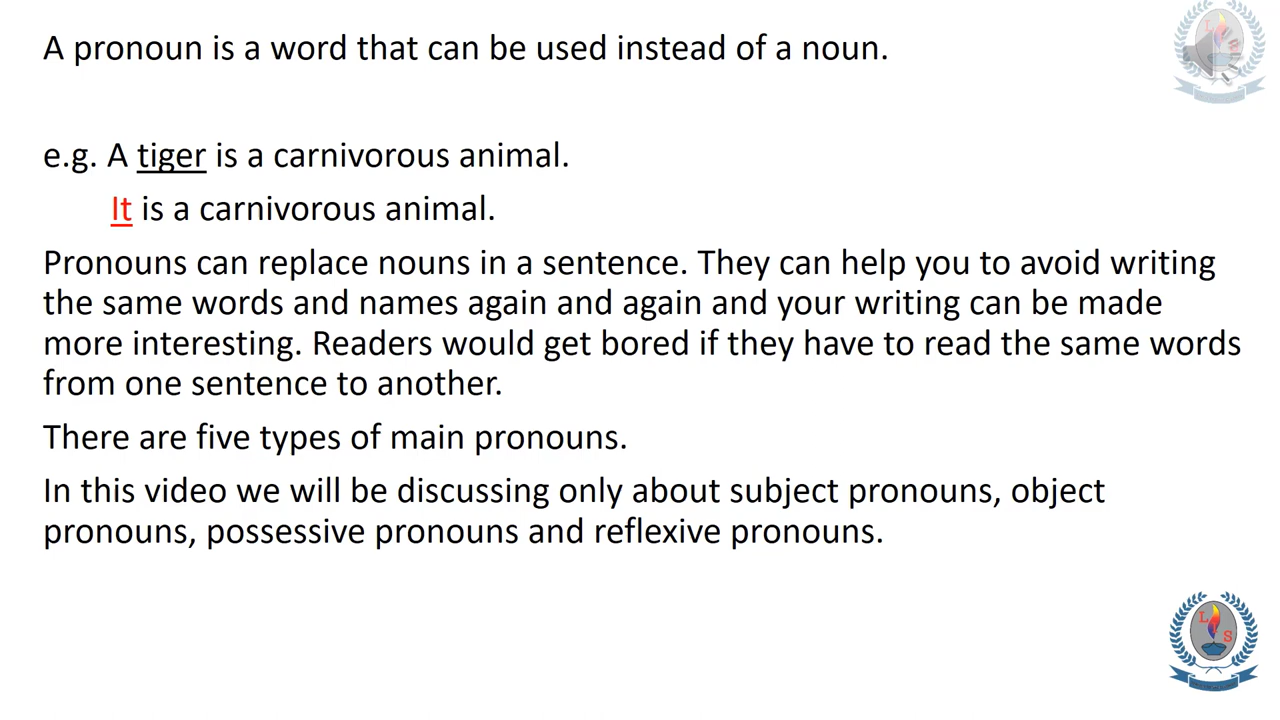 A pronoun is a word that can be used instead of a noun.
e.g. A tiger is a carnivorous animal.
It is a carnivorous animal.
Pronouns can replace nouns in a sentence. They can help you to avoid writing
the same words and names again and again and your writing can be made
more interesting. Readers would get bored if they have to read the same words
from one sentence to another.
There are five types of main pronouns.
In this video we will be discussing only about subject pronouns, object
pronouns, possessive pronouns and reflexive pronouns.
L S